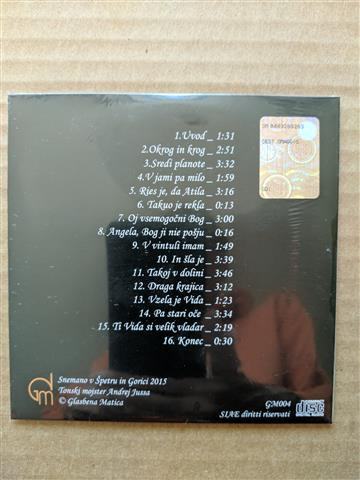 1.Uvod _ 1:31
2.Okrog in krog _ 2:51
3.Sredi planote _ 3:32
4.V jami pa milo _ 1:59
5. Ries je, da Atila _ 3:16
6. Takuo je rekla _ 0:13
7. Oj vsemogočni Bog _ 3:00
8. Angela, Bog ji nie pošju _ 0:16
9. V vintuli imam _ 1:49
10. In šla je _ 3:39
11. Takoj v dolini _ 3:46
12. Draga krajica _ 3:12
13. Vzela je Vida _ 1:23
14. Pa stari oče _ 3:34
15. Ti Vida si velik vladar _ 2:19
16. Konec _ 0:30
GM
Snemano v Špetru in Gorici 2015
Tonski mojster Andrej Jussa
© Glasbena Matica
GM004
SIAE diritti riservati
COMPACT
disc
DIGITAL AUDIO